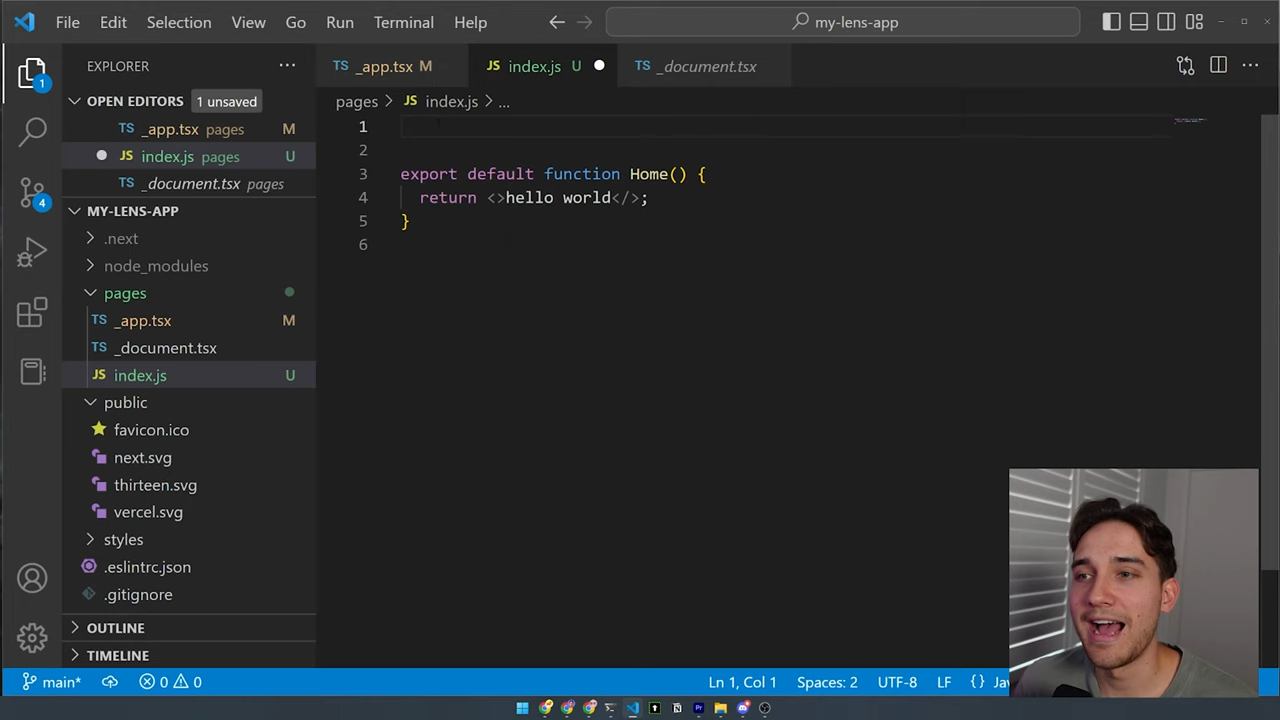 File Edit Selection View Go Run Terminal Help my-lens-app
EXPLORER ···
1
OPEN EDITORS 1 unsaved
TS _app.tsx pages M
JS index.js pages U
TS _document.tsx pages
4
MY-LENS-APP
.next
node_modules
pages
TS _app.tsx M
TS _document.tsx
JS index.js U
public
favicon.ico
next.svg
thirteen.svg
vercel.svg
styles
.eslintrc.json
.gitignore
OUTLINE
TIMELINE
TS _app.tsx M JS index.js U TS _document.tsx
pages > JS index.js > ...
1
2
3 export default function Home() {
4 return <>hello world</>;
5 }
6
main* 0 0 Ln 1, Col 1 Spaces: 2 UTF-8 LF {}